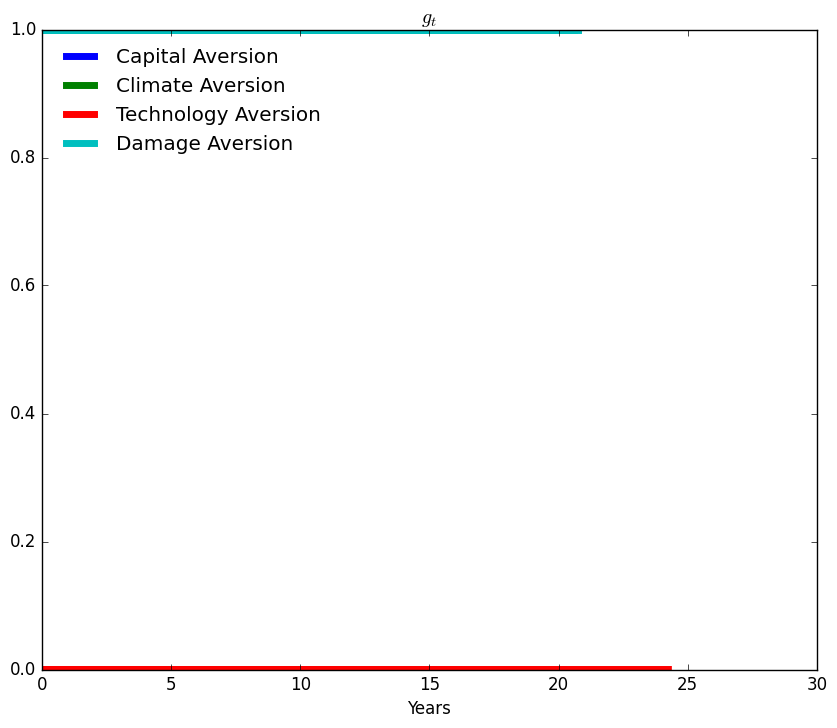 g_t
1.0
Capital Aversion
Climate Aversion
Technology Aversion
Damage Aversion
0.8
0.6
0.4
0.2
0.0
0 5 10 15 20 25 30
Years